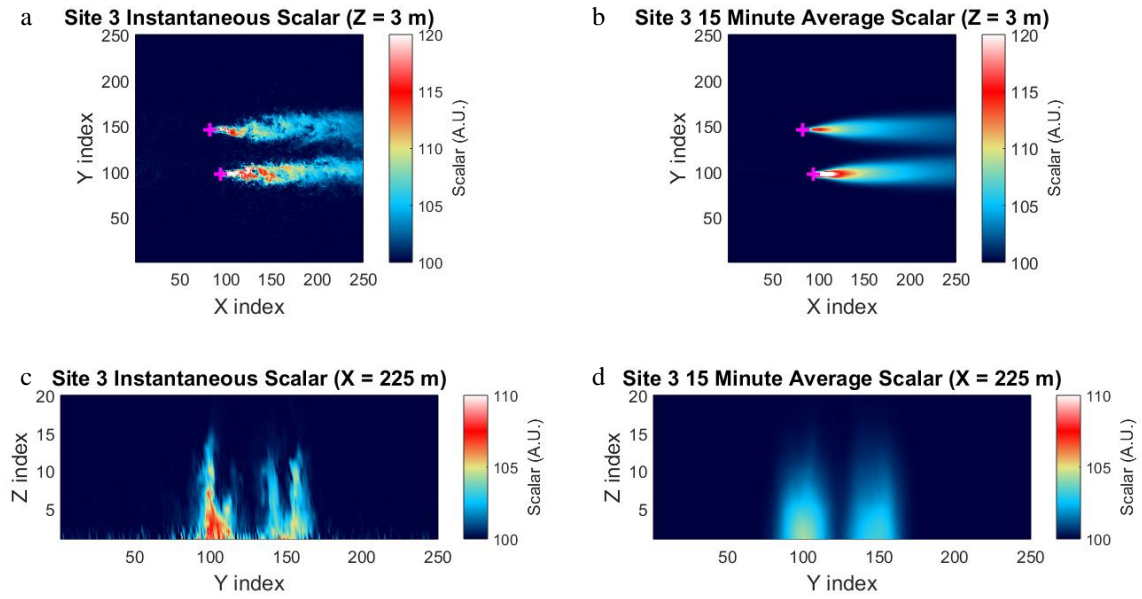 a
Site 3 Instantaneous Scalar (Z = 3 m)
250
200
150
100
50
Y index
50 100 150 200 250
X index
120
115
110
105
100
Scalar (A.U.)
b
Site 3 15 Minute Average Scalar (Z = 3 m)
250
200
150
100
50
Y index
50 100 150 200 250
X index
120
115
110
105
100
Scalar (A.U.)
c
Site 3 Instantaneous Scalar (X = 225 m)
20
15
10
5
Z index
50 100 150 200 250
Y index
110
105
100
Scalar (A.U.)
d
Site 3 15 Minute Average Scalar (X = 225 m)
20
15
10
5
Z index
50 100 150 200 250
Y index
110
105
100
Scalar (A.U.)